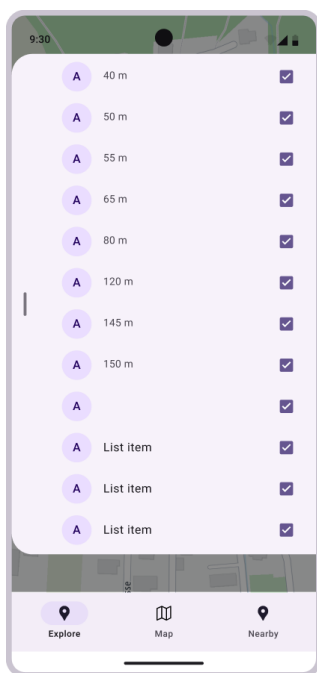 9:30
A 40 m
A 50 m
A 55 m
A 65 m
A 80 m
A 120 m
A 145 m
A 150 m
A
A List item
A List item
A List item
sse
Explore Map Nearby